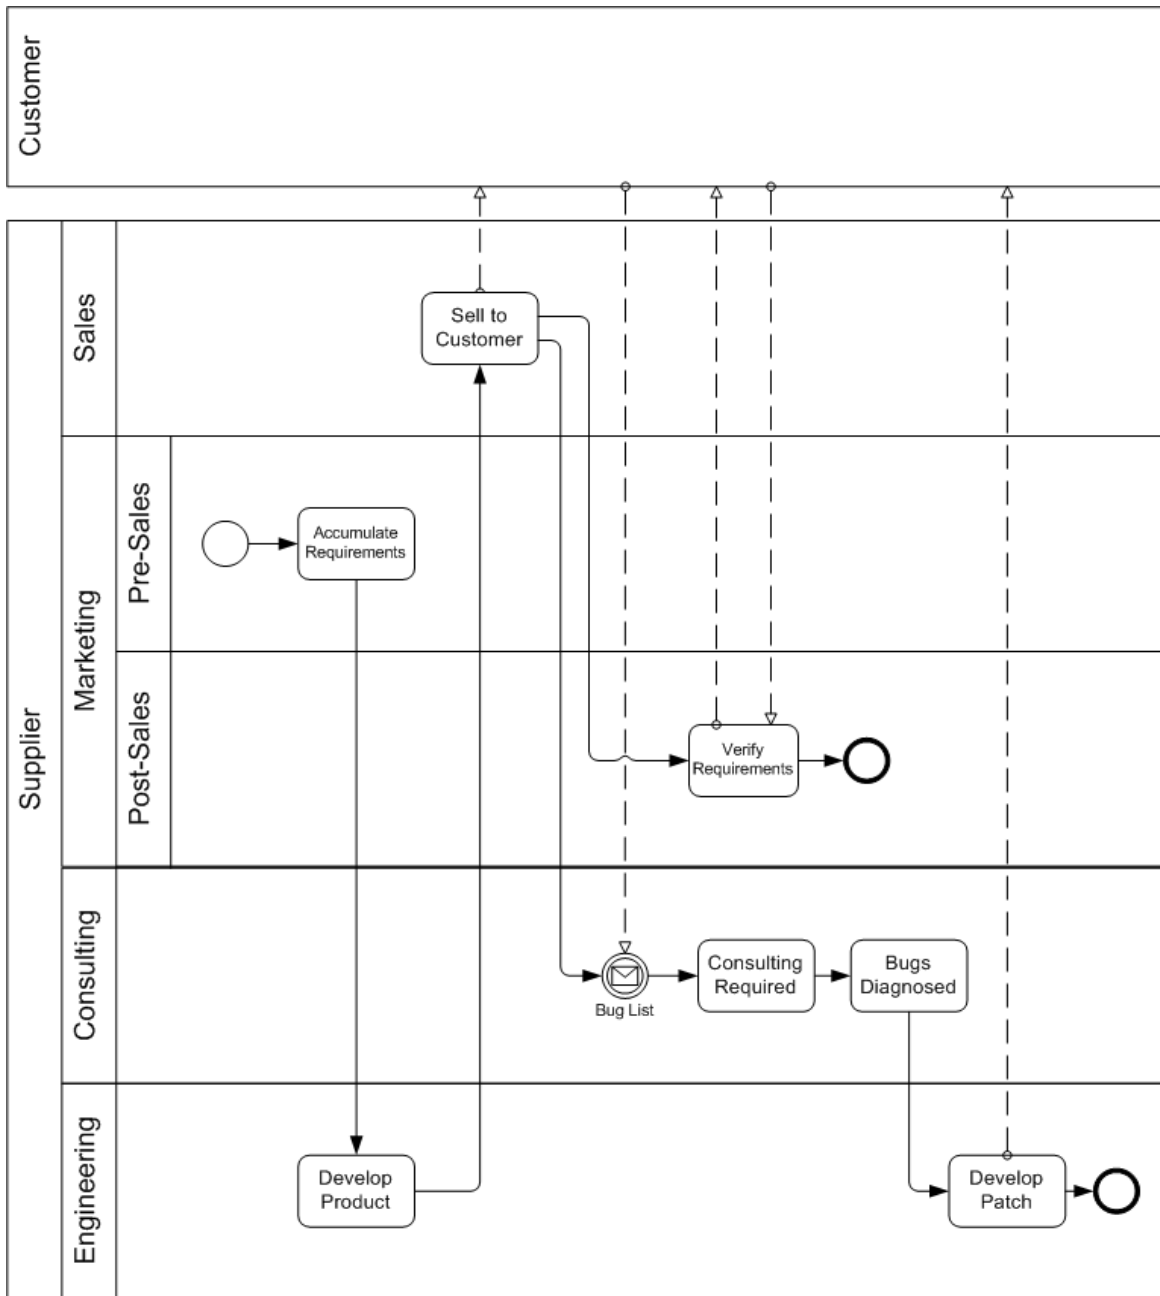 Customer
Supplier
Sales
Sell to
Customer
Marketing
Pre-Sales
Accumulate
Requirements
Post-Sales
Verify
Requirements
Consulting
Bug List
Consulting
Required
Bugs
Diagnosed
Engineering
Develop
Product
Develop
Patch